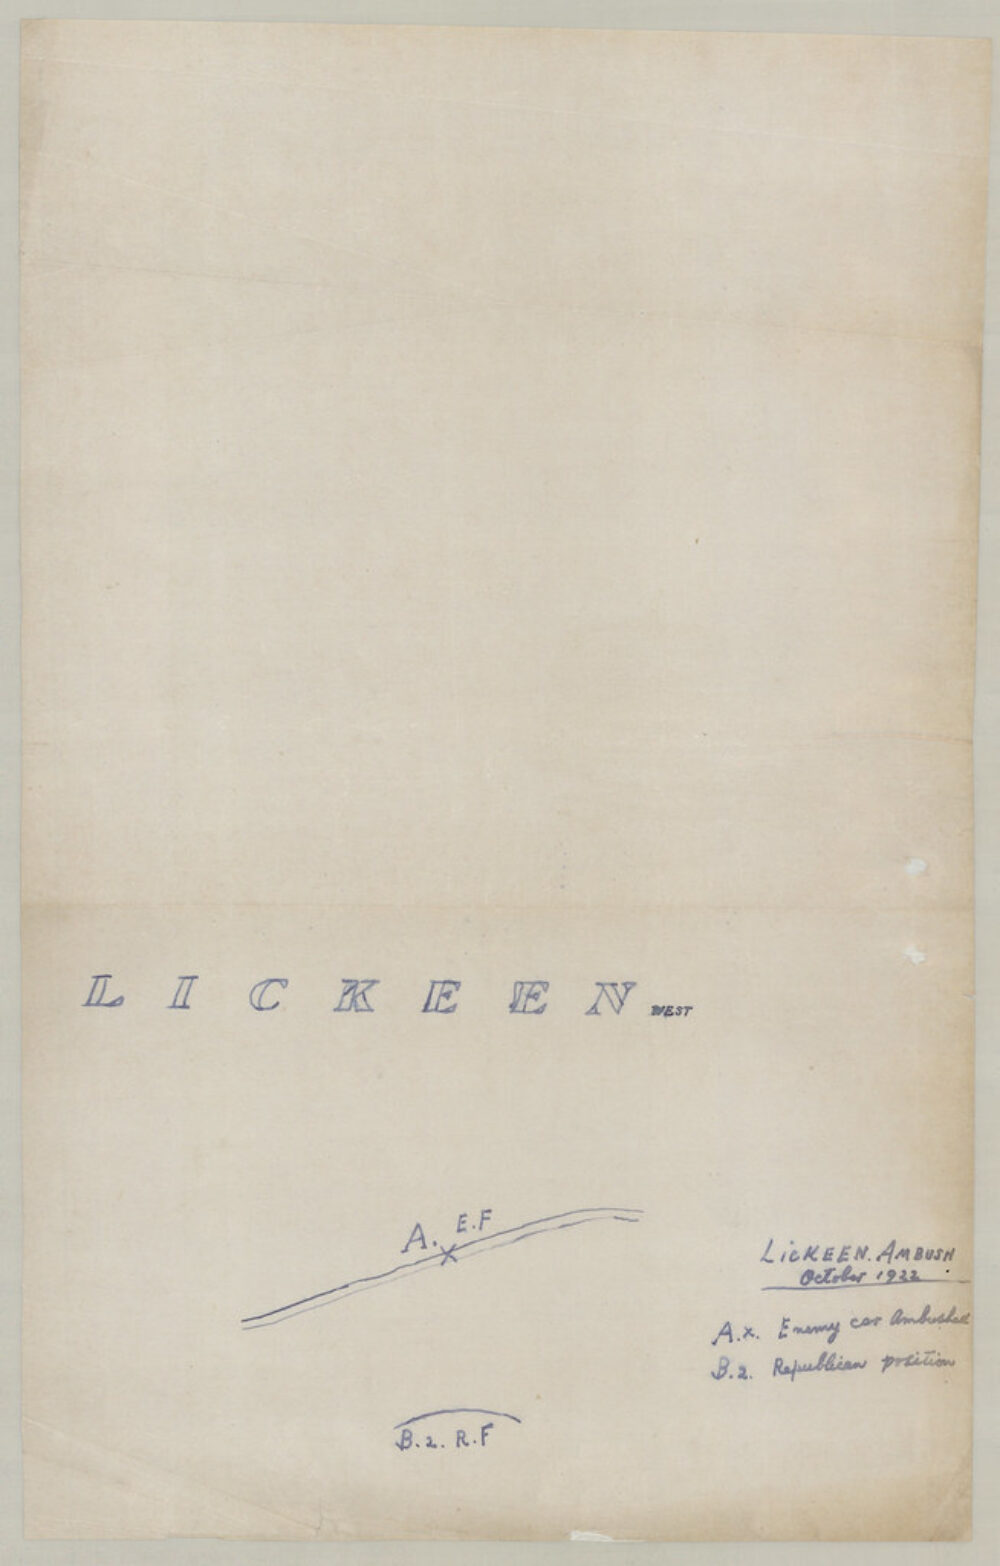 LICKEEN WEST
A. E.F
X
LICKEEN. AMBUSH
October 1922
A.x. Enemy car Ambushed
B.2. Republican position
B.2. R.F